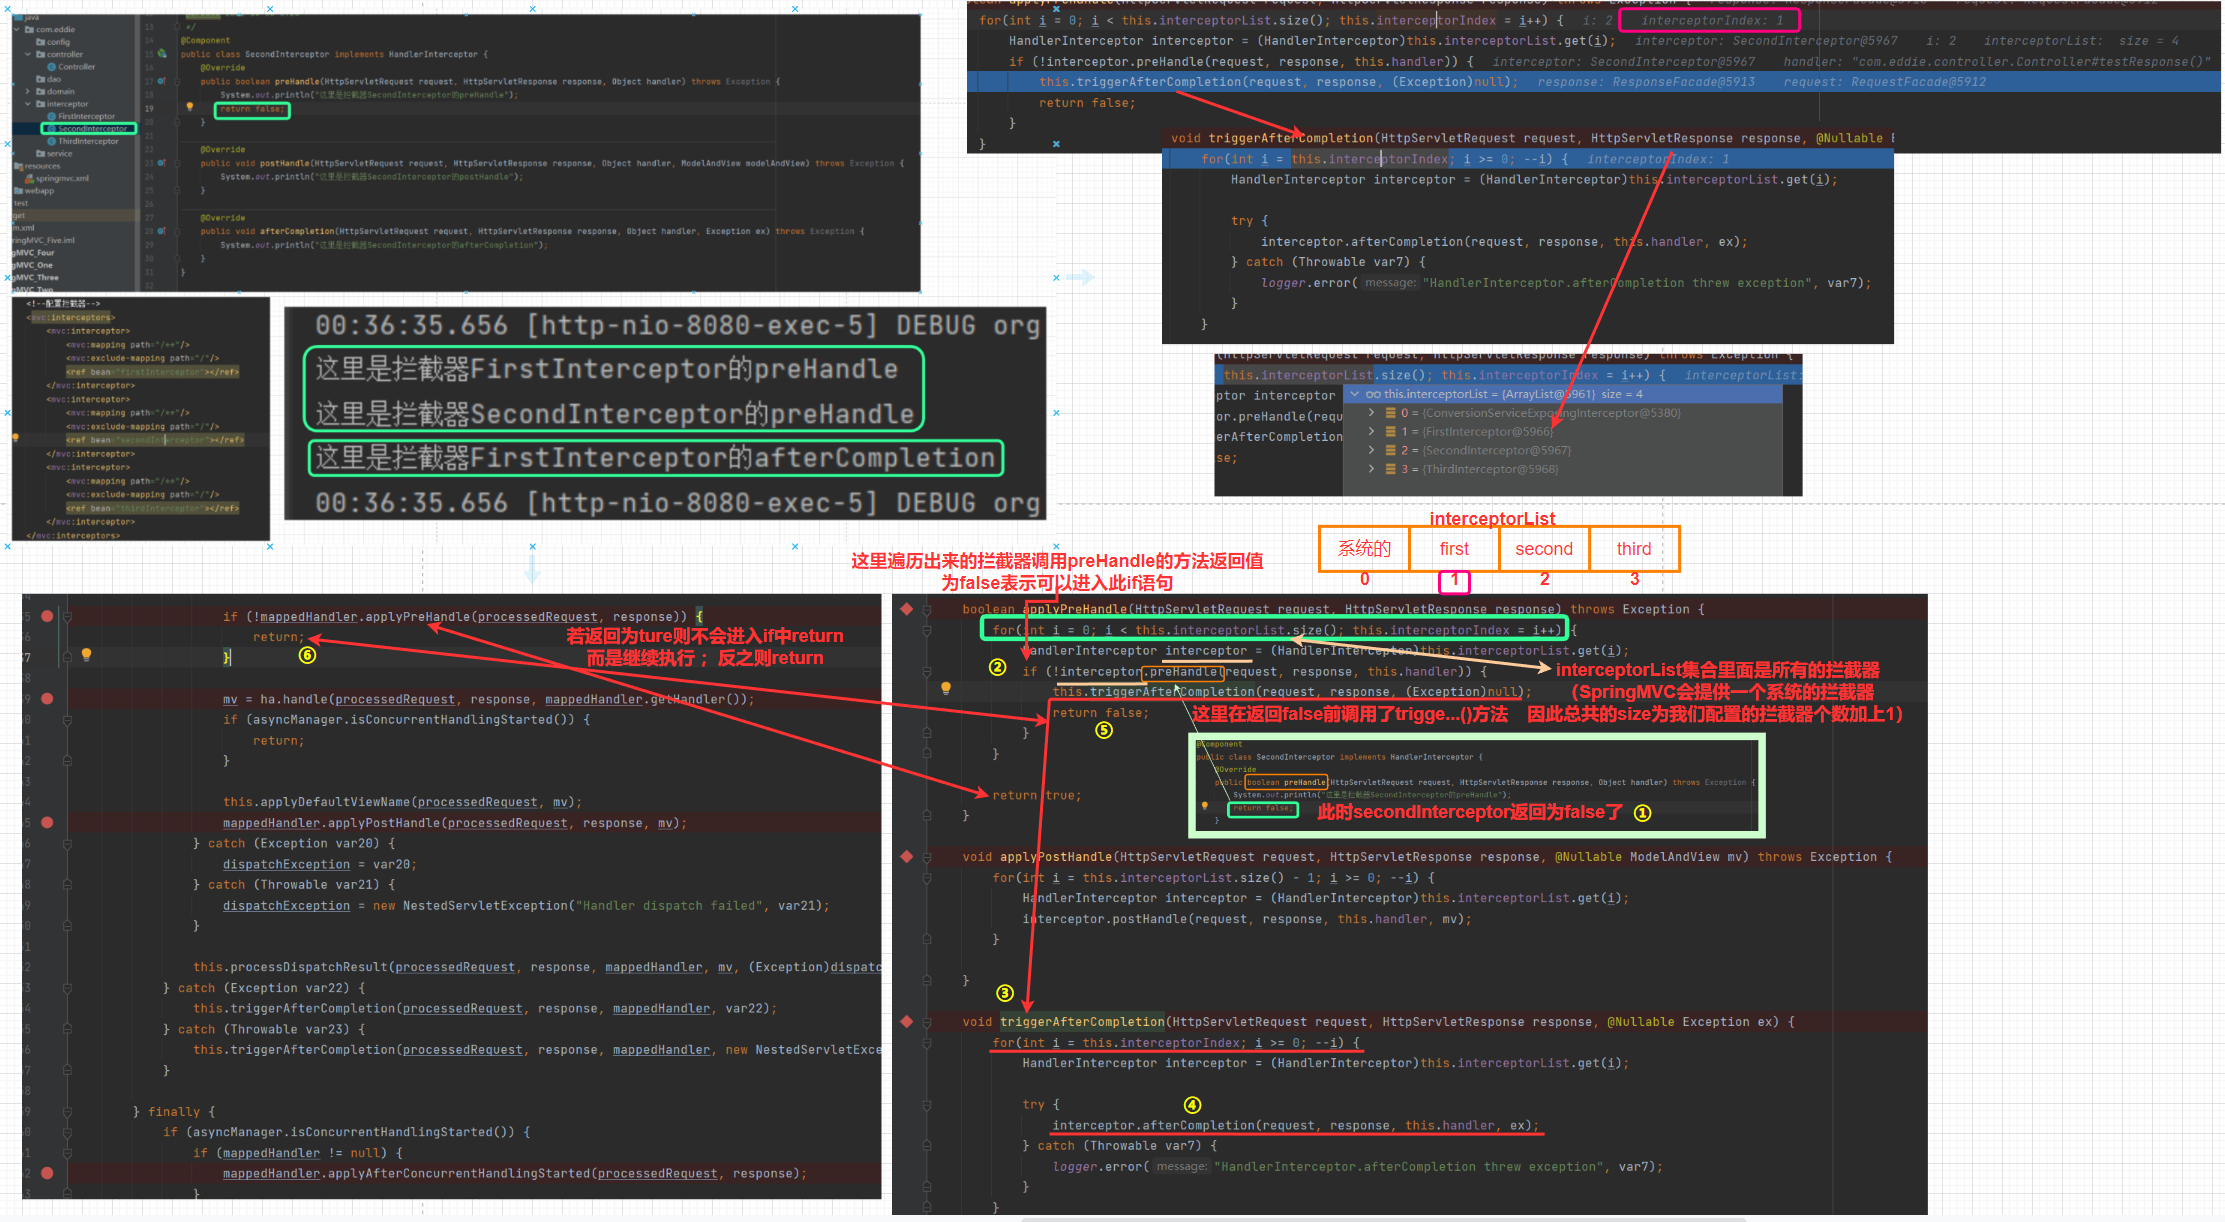 java
com.eddie
config
controller
Controller
dao
domain
interceptor
FirstInterceptor
SecondInterceptor
ThirdInterceptor
service
resources
springmvc.xml
webapp
test
get
m.xml
ringMVC_Five.iml
gMVC_Four
gMVC_One
gMVC_Three
gMVC_Two
*/
@Component
public class SecondInterceptor implements HandlerInterceptor {
@Override
public boolean preHandle(HttpServletRequest request, HttpServletResponse response, Object handler) throws Exception {
System.out.println("这里是拦截器SecondInterceptor的preHandle");
return false;
}
@Override
public void postHandle(HttpServletRequest request, HttpServletResponse response, Object handler, ModelAndView modelAndView) throws Exception {
System.out.println("这里是拦截器SecondInterceptor的postHandle");
}
@Override
public void afterCompletion(HttpServletRequest request, HttpServletResponse response, Object handler, Exception ex) throws Exception {
System.out.println("这里是拦截器SecondInterceptor的afterCompletion");
}
}
for(int i = 0; i < this.interceptorList.size(); this.interceptorIndex = i++) { i: 2 interceptorIndex: 1
HandlerInterceptor interceptor = (HandlerInterceptor)this.interceptorList.get(i); interceptor: SecondInterceptor@5967 i: 2 interceptorList: size = 4
if (!interceptor.preHandle(request, response, this.handler)) { interceptor: SecondInterceptor@5967 handler: "com.eddie.controller.Controller#testResponse()"
this.triggerAfterCompletion(request, response, (Exception)null); response: ResponseFacade@5913 request: RequestFacade@5912
return false;
}
}
void triggerAfterCompletion(HttpServletRequest request, HttpServletResponse response, @Nullable E
for(int i = this.interceptorIndex; i >= 0; --i) { interceptorIndex: 1
HandlerInterceptor interceptor = (HandlerInterceptor)this.interceptorList.get(i);
try {
interceptor.afterCompletion(request, response, this.handler, ex);
} catch (Throwable var7) {
logger.error( message: "HandlerInterceptor.afterCompletion threw exception", var7);
}
}
<!--配置拦截器-->
<mvc:interceptors>
<mvc:interceptor>
<mvc:mapping path="/**"/>
<mvc:exclude-mapping path="/"/>
<ref bean="firstInterceptor"></ref>
</mvc:interceptor>
<mvc:interceptor>
<mvc:mapping path="/**"/>
<mvc:exclude-mapping path="/"/>
<ref bean="secondInterceptor"></ref>
</mvc:interceptor>
<mvc:interceptor>
<mvc:mapping path="/**"/>
<mvc:exclude-mapping path="/"/>
<ref bean="thirdInterceptor"></ref>
</mvc:interceptor>
</mvc:interceptors>
00:36:35.656 [http-nio-8080-exec-5] DEBUG org
这里是拦截器FirstInterceptor的preHandle
这里是拦截器SecondInterceptor的preHandle
这里是拦截器FirstInterceptor的afterCompletion
00:36:35.656 [http-nio-8080-exec-5] DEBUG org
this.interceptorList.size(); this.interceptorIndex = i++) { interceptorList:
ptor interceptor
or.preHandle(requ
erAfterCompletion
se;
this.interceptorList = {ArrayList@5961} size = 4
0 = {ConversionServiceExposingInterceptor@5380}
1 = {FirstInterceptor@5966}
2 = {SecondInterceptor@5967}
3 = {ThirdInterceptor@5968}
interceptorList
系统的 first second third
0 1 2 3
这里遍历出来的拦截器调用preHandle的方法返回值
为false表示可以进入此if语句
if (!mappedHandler.applyPreHandle(processedRequest, response)) {
return;
}
⑥
若返回为ture则不会进入if中return
而是继续执行 ；反之则return
mv = ha.handle(processedRequest, response, mappedHandler.getHandler());
if (asyncManager.isConcurrentHandlingStarted()) {
return;
}
this.applyDefaultViewName(processedRequest, mv);
mappedHandler.applyPostHandle(processedRequest, response, mv);
} catch (Exception var20) {
dispatchException = var20;
} catch (Throwable var21) {
dispatchException = new NestedServletException("Handler dispatch failed", var21);
}
this.processDispatchResult(processedRequest, response, mappedHandler, mv, (Exception)dispatc
} catch (Exception var22) {
this.triggerAfterCompletion(processedRequest, response, mappedHandler, var22);
} catch (Throwable var23) {
this.triggerAfterCompletion(processedRequest, response, mappedHandler, new NestedServletExce
}
} finally {
if (asyncManager.isConcurrentHandlingStarted()) {
if (mappedHandler != null) {
mappedHandler.applyAfterConcurrentHandlingStarted(processedRequest, response);
}
boolean applyPreHandle(HttpServletRequest request, HttpServletResponse response) throws Exception {
for(int i = 0; i < this.interceptorList.size(); this.interceptorIndex = i++) {
HandlerInterceptor interceptor = (HandlerInterceptor)this.interceptorList.get(i);
② if (!interceptor.preHandle(request, response, this.handler)) {
this.triggerAfterCompletion(request, response, (Exception)null);
return false;
⑤
}
}
return true;
}
interceptorList集合里面是所有的拦截器
（SpringMVC会提供一个系统的拦截器
因此总共的size为我们配置的拦截器个数加上1）
这里在返回false前调用了trigge...()方法
@Component
public class SecondInterceptor implements HandlerInterceptor {
@Override
public boolean preHandle(HttpServletRequest request, HttpServletResponse response, Object handler) throws Exception {
System.out.println("这里是拦截器SecondInterceptor的preHandle");
return false;
}
此时secondInterceptor返回为false了 ①
void applyPostHandle(HttpServletRequest request, HttpServletResponse response, @Nullable ModelAndView mv) throws Exception {
for(int i = this.interceptorList.size() - 1; i >= 0; --i) {
HandlerInterceptor interceptor = (HandlerInterceptor)this.interceptorList.get(i);
interceptor.postHandle(request, response, this.handler, mv);
}
}
③
void triggerAfterCompletion(HttpServletRequest request, HttpServletResponse response, @Nullable Exception ex) {
for(int i = this.interceptorIndex; i >= 0; --i) {
HandlerInterceptor interceptor = (HandlerInterceptor)this.interceptorList.get(i);
try {
④
interceptor.afterCompletion(request, response, this.handler, ex);
} catch (Throwable var7) {
logger.error( message: "HandlerInterceptor.afterCompletion threw exception", var7);
}
}